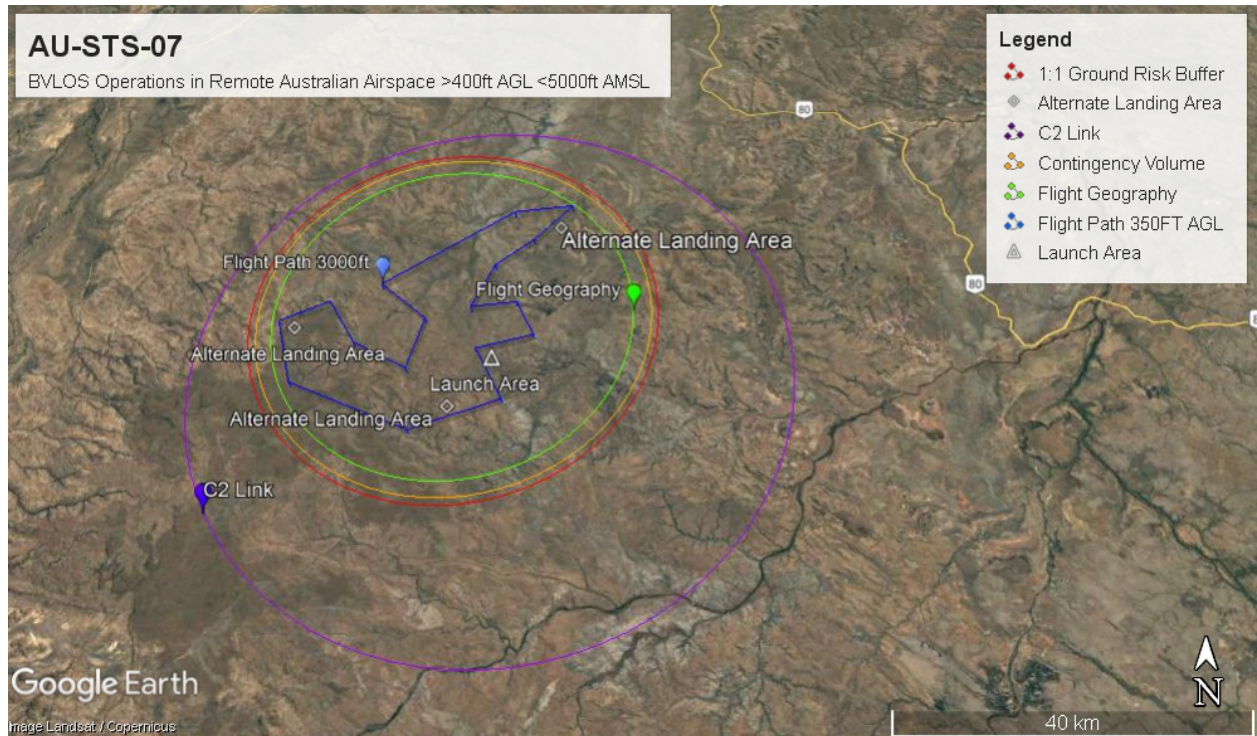 AU-STS-07
BVLOS Operations in Remote Australian Airspace >400ft AGL <5000ft AMSL
Legend
1:1 Ground Risk Buffer
Alternate Landing Area
C2 Link
Contingency Volume
Flight Geography
Flight Path 350FT AGL
Launch Area
80
80
Alternate Landing Area
Flight Path 3000ft
Flight Geography
Alternate Landing Area
Launch Area
Alternate Landing Area
C2 Link
Google Earth
Image Landsat / Copernicus
N
40 km